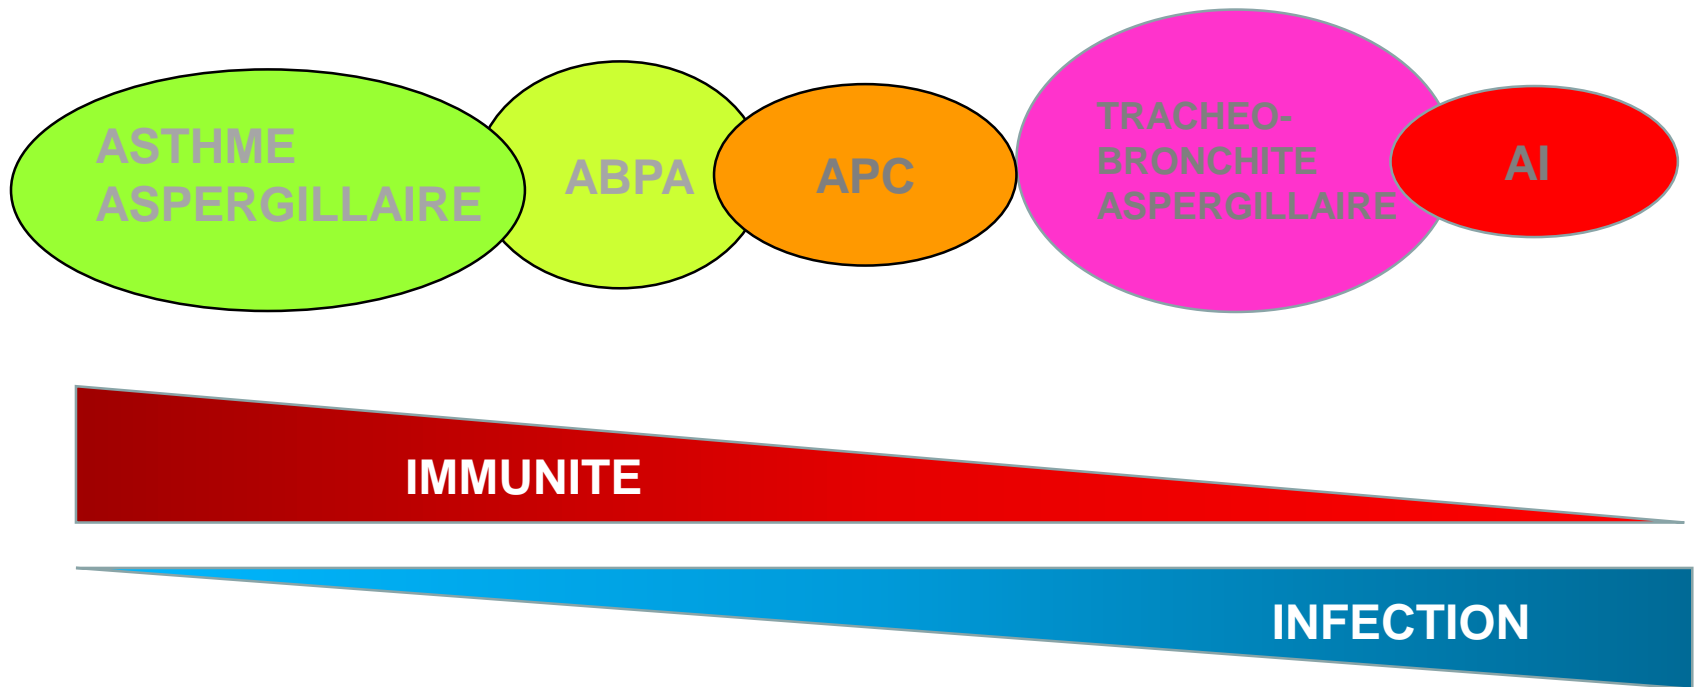 ASTHME
ASPERGILLAIRE
ABPA
APC
TRACHEO-
BRONCHITE
ASPERGILLAIRE
AI
IMMUNITE
INFECTION